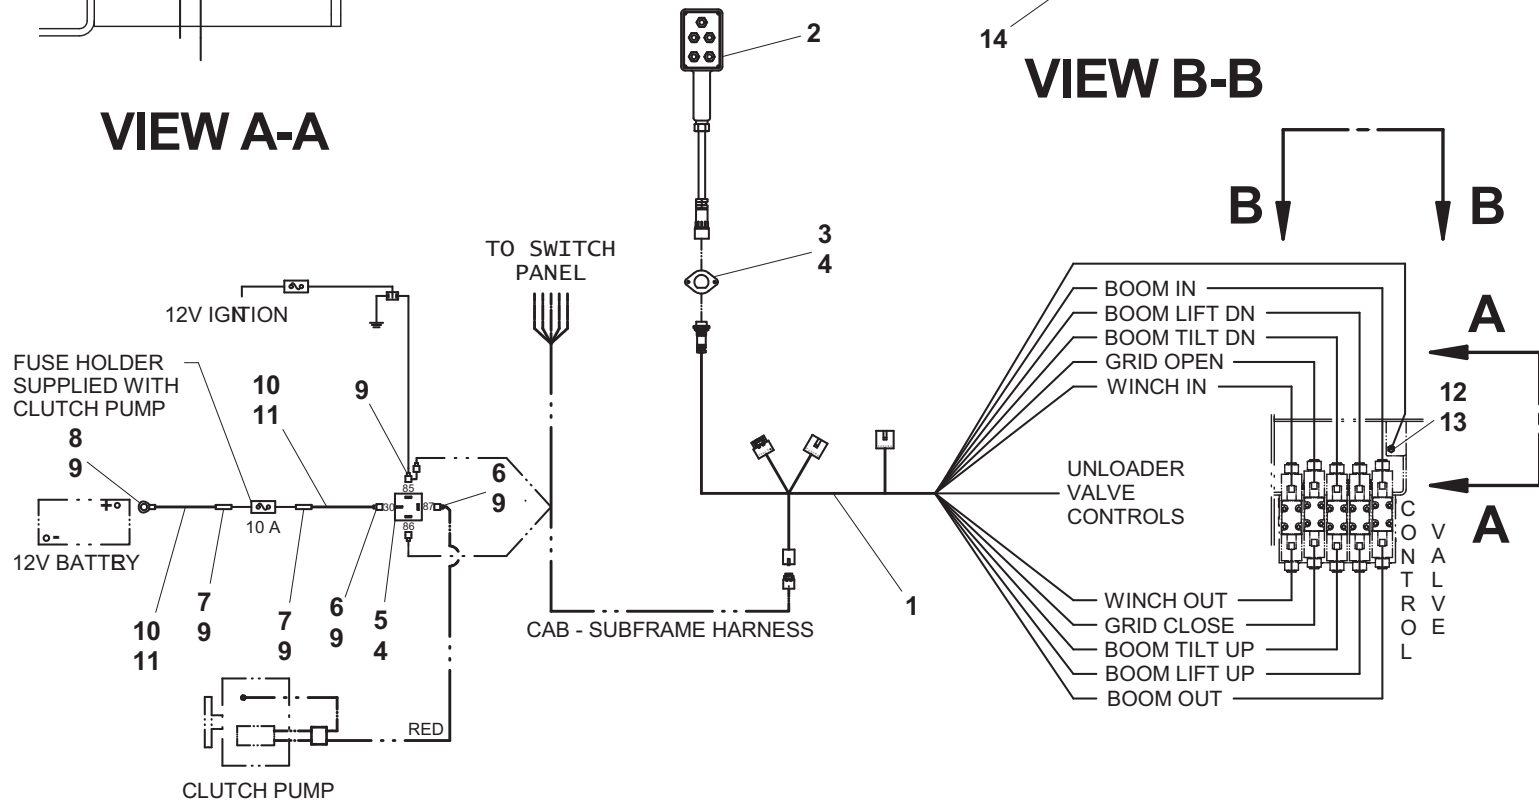 2
14
VIEW B-B
VIEW A-A
B
B
3
4
TO SWITCH
PANEL
12V IGNTION
BOOM IN
BOOM LIFT DN
BOOM TILT DN
GRID OPEN
WINCH IN
A
FUSE HOLDER
SUPPLIED WITH
CLUTCH PUMP
10
11
9
12
13
8
9
6
9
85
30
87
86
10 A
UNLOADER
VALVE
CONTROLS
A
CONTROL
VALVE
12V BATTRY
10
11
7
9
7
9
6
9
5
4
CAB - SUBFRAME HARNESS
1
WINCH OUT
GRID CLOSE
BOOM TILT UP
BOOM LIFT UP
BOOM OUT
RED
CLUTCH PUMP